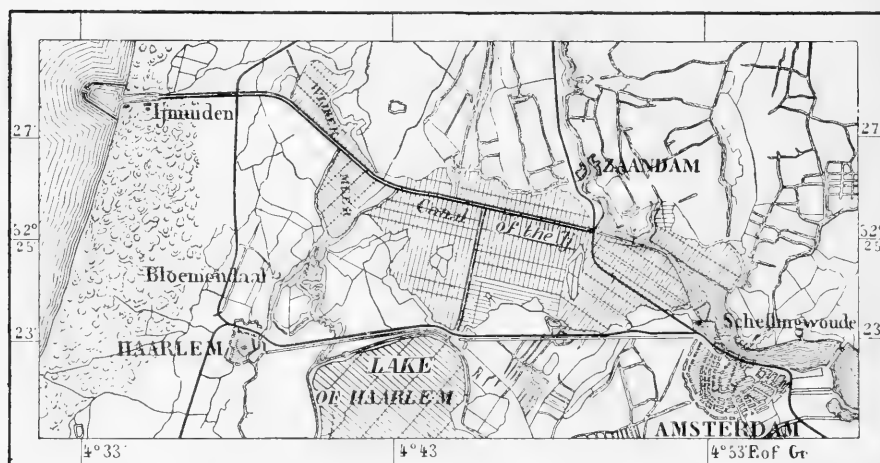 Ijmuiden
WIJKER
MEER
ZAANDAM
27
27
Canal of the Ij
52°
25
52°
25
Bloemendaal
Schellingwoude
23
23
HAARLEM
LAKE
OF HAARLEM
AMSTERDAM
4°33
4°43
4°53' E. of Gr.